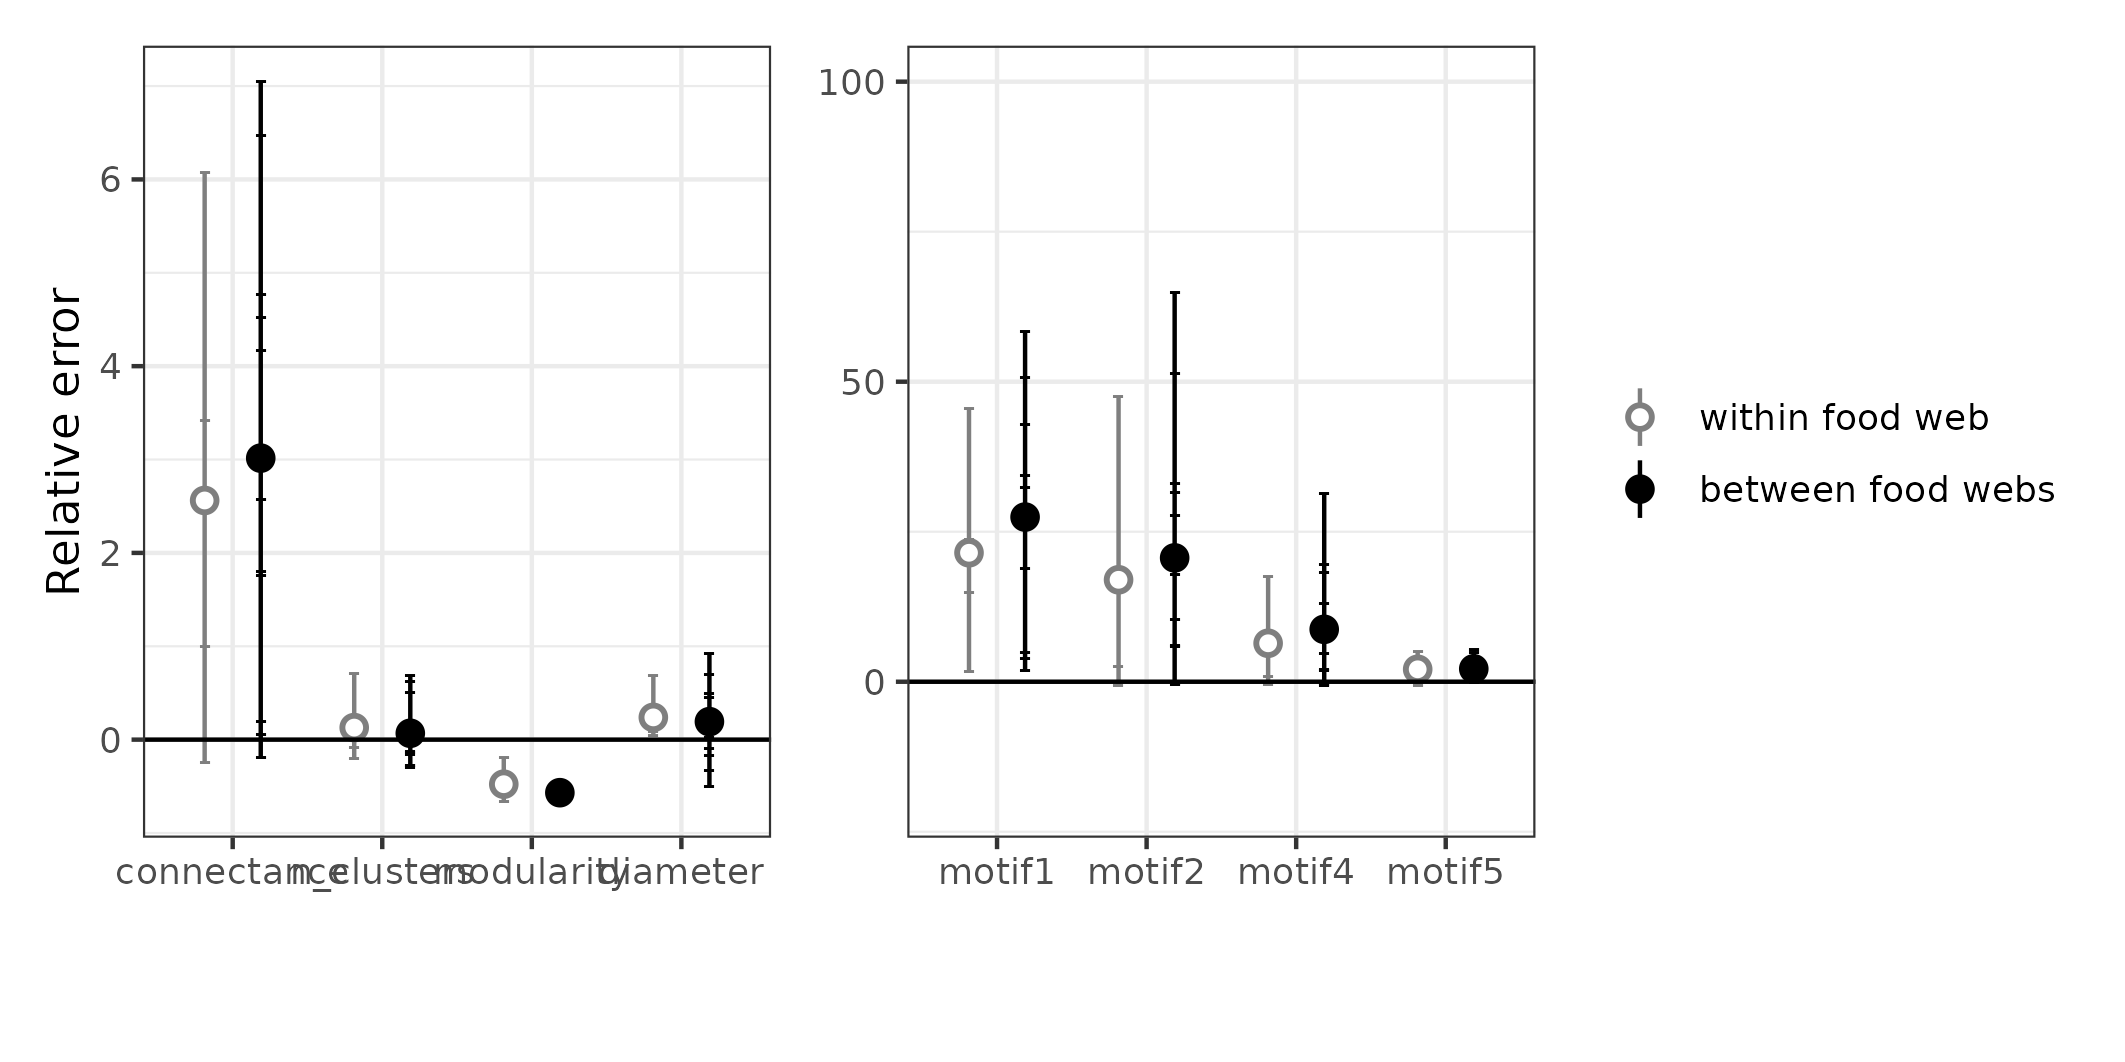 Relative error
6
4
2
0
connectance
n_clusters
modularity
diameter
100
50
0
motif1 motif2 motif4 motif5
within food web
between food webs